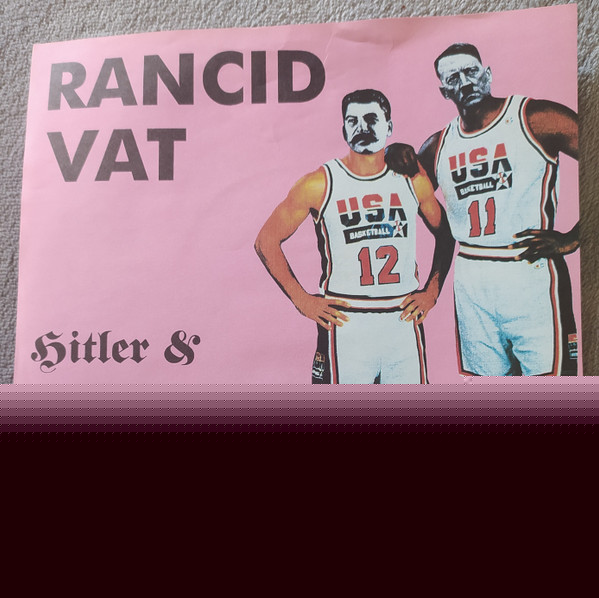 RANCID
VAT
USA
BASKETBALL
12
USA
BASKETBALL
11
Hitler &